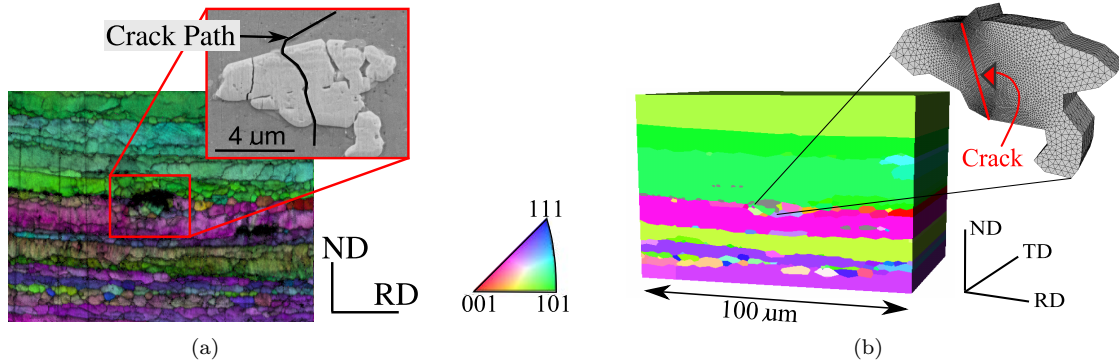 Crack Path
4 μm
ND
RD
111
001
101
(a)
Crack
ND
TD
RD
100 μm
(b)